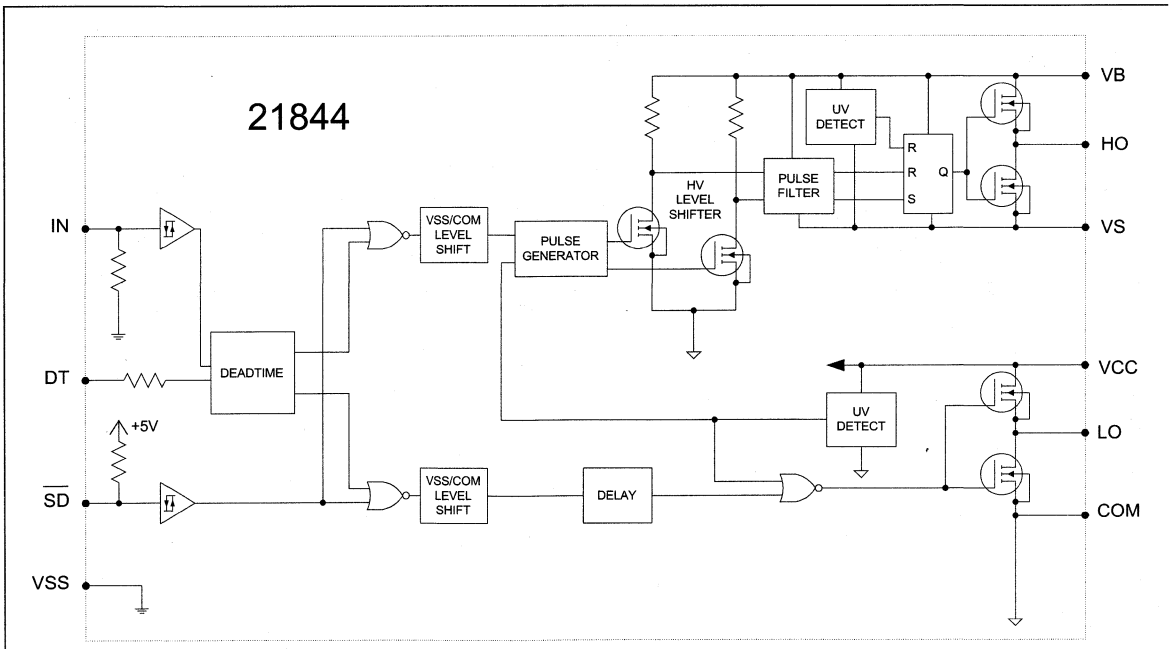 21844
VB
UV
DETECT
R
R
S
Q
HO
PULSE
FILTER
HV
LEVEL
SHIFTER
VS
IN
VSS/COM
LEVEL
SHIFT
PULSE
GENERATOR
DT
DEADTIME
VCC
UV
DETECT
LO
+5V
SD
VSS/COM
LEVEL
SHIFT
DELAY
COM
VSS